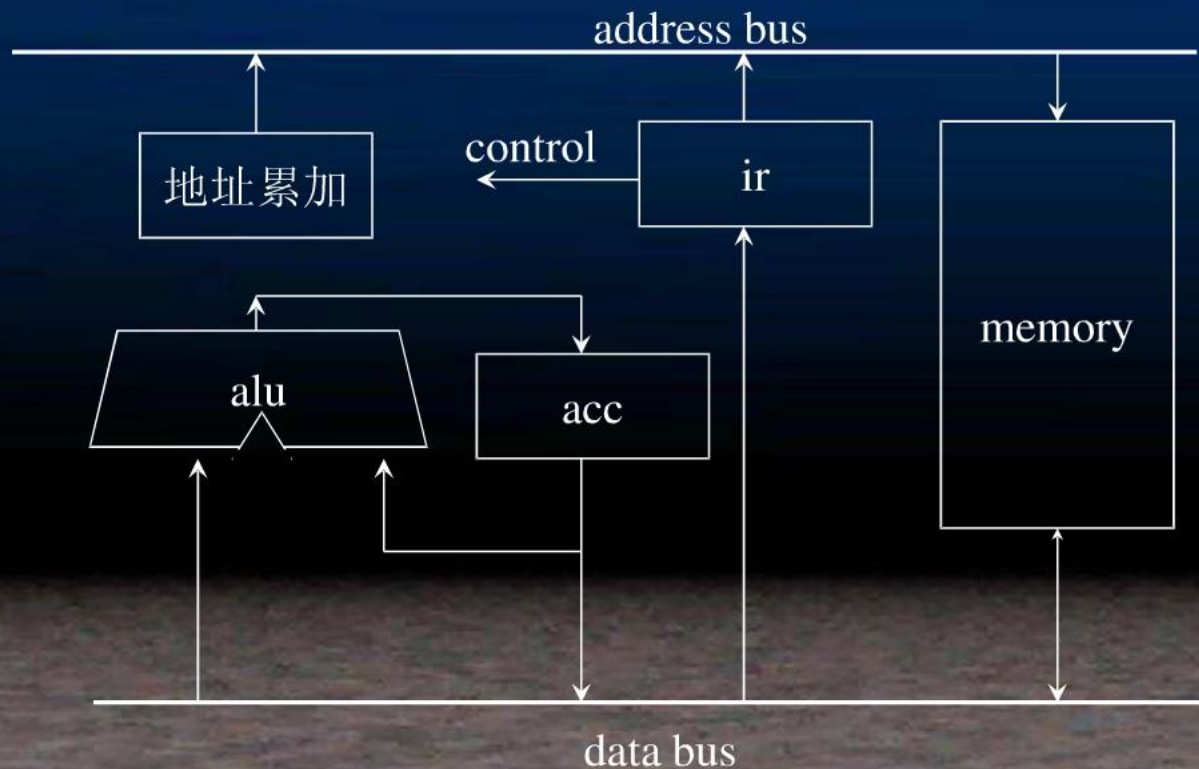 address bus
地址累加
control
ir
memory
alu
acc
data bus